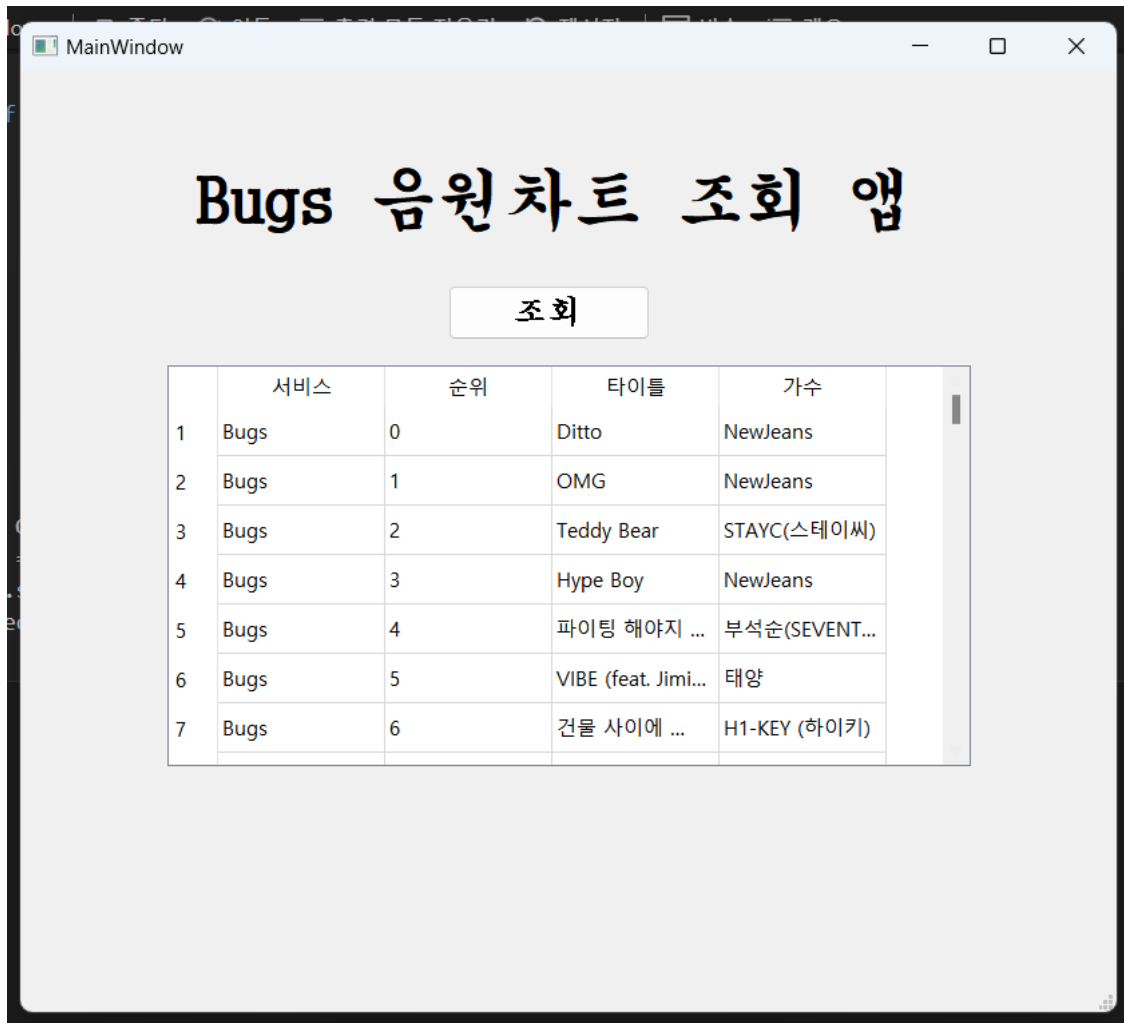 MainWindow
Bugs 음원차트 조회 앱
조회
서비스 순위 타이틀 가수
1 Bugs 0 Ditto NewJeans
2 Bugs 1 OMG NewJeans
3 Bugs 2 Teddy Bear STAYC(스테이씨)
4 Bugs 3 Hype Boy NewJeans
5 Bugs 4 파이팅 해야지 ... 부석순(SEVENT...
6 Bugs 5 VIBE (feat. Jimi... 태양
7 Bugs 6 건물 사이에 ... H1-KEY (하이키)